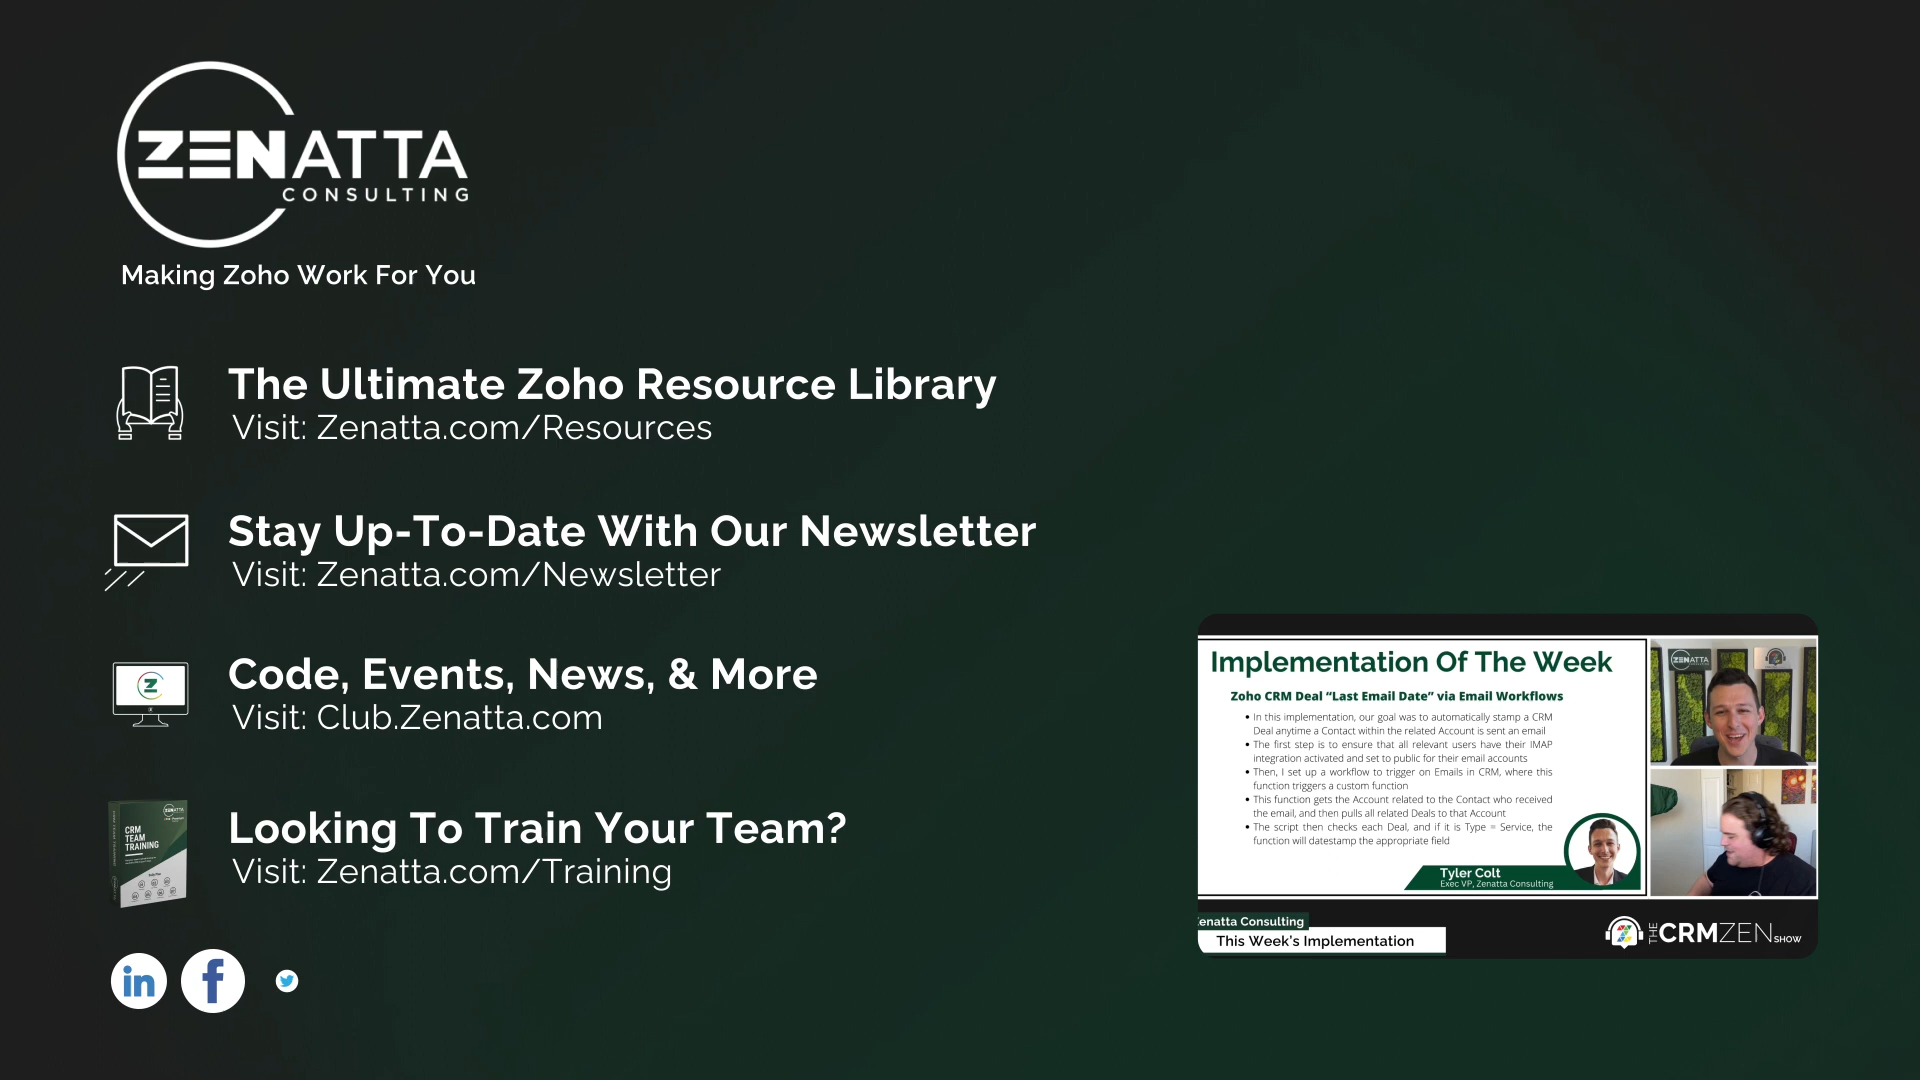 ZENATTA
CONSULTING
Making Zoho Work For You
The Ultimate Zoho Resource Library
Visit: Zenatta.com/Resources
Stay Up-To-Date With Our Newsletter
Visit: Zenatta.com/Newsletter
Code, Events, News, & More
Visit: Club.Zenatta.com
CRM
TEAM
TRAINING
Looking To Train Your Team?
Visit: Zenatta.com/Training
in
f
Implementation Of The Week
Zoho CRM Deal “Last Email Date” via Email Workflows
In this implementation, our goal was to automatically stamp a CRM
Deal anytime a Contact within the related Account is sent an email
The first step is to ensure that all relevant users have their IMAP
integration activated and set to public for their email accounts
Then, I set up a workflow to trigger on Emails in CRM, where this
function triggers a custom function
This function gets the Account related to the Contact who received
the email, and then pulls all related Deals to that Account
The script then checks each Deal, and if it is Type = Service, the
function will datestamp the appropriate field
Tyler Colt
Exec VP, Zenatta Consulting
ZENATTA
enatta Consulting
This Week's Implementation
THE CRMZEN SHOW